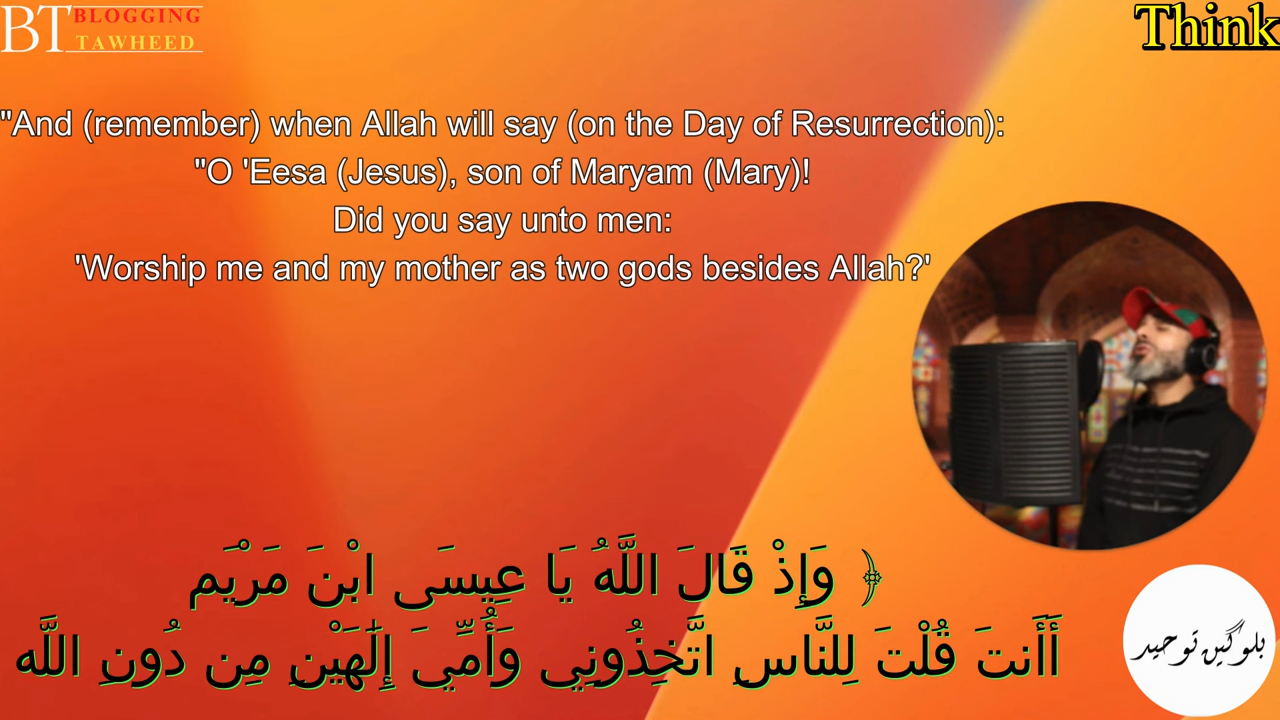 BT BLOGGING
TAWHEED
Think
"And (remember) when Allah will say (on the Day of Resurrection):
"O 'Eesa (Jesus), son of Maryam (Mary)!
Did you say unto men:
'Worship me and my mother as two gods besides Allah?'
﴿ وَإِذْ قَالَ اللَّهُ يَا عِيسَى ابْنَ مَرْيَم
أَأَنتَ قُلْتَ لِلنَّاسِ اتَّخِذُونِي وَأُمِّيَ إِلَٰهَيْنِ مِن دُونِ اللَّه
بلوگین توحید